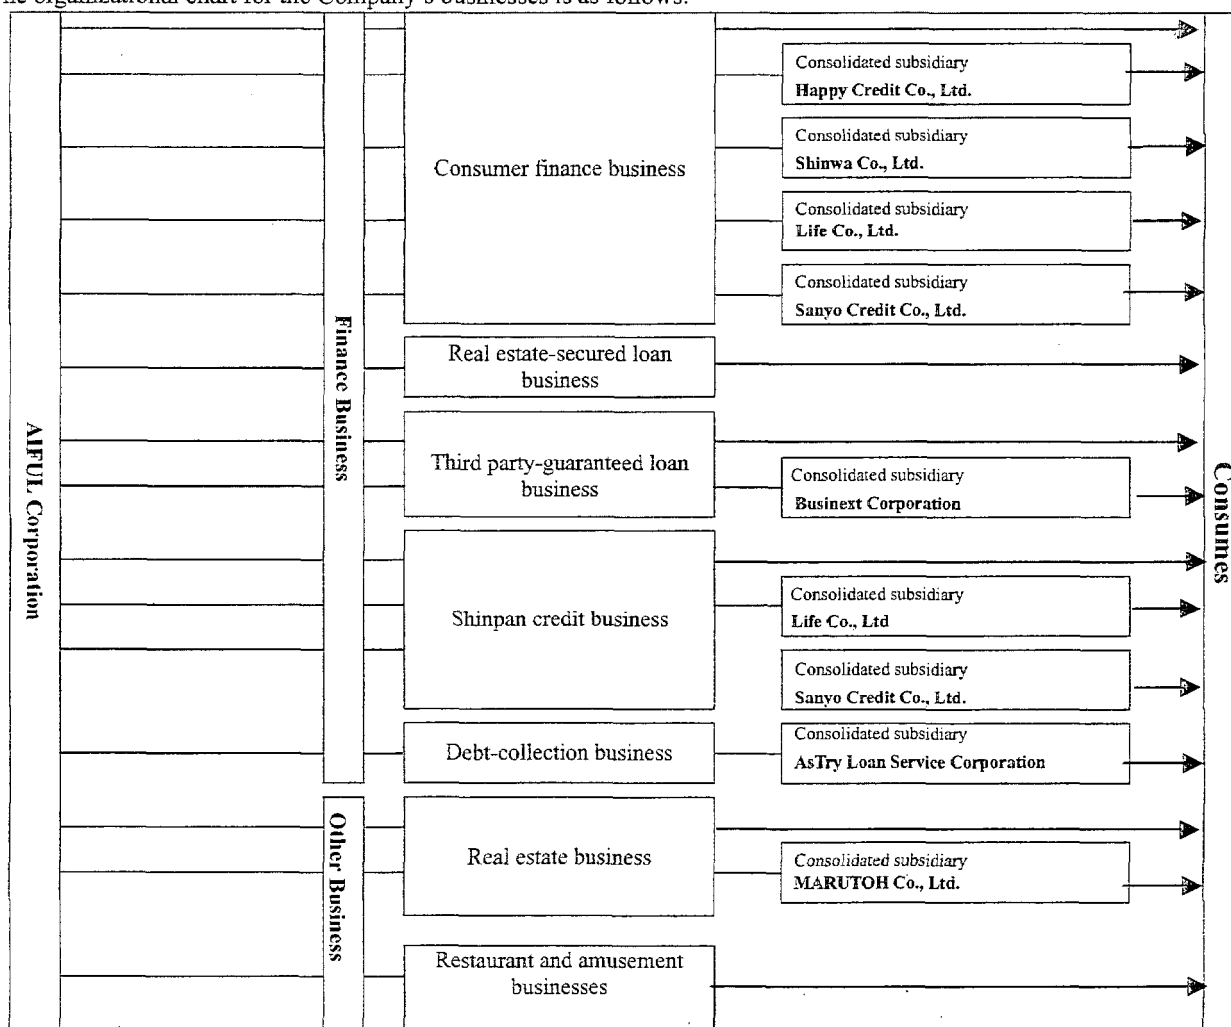 organizational chart for the Company's businesses is as follows:
AIFUL Corporation
Finance Business
Consumer finance business
Consolidated subsidiary
Happy Credit Co., Ltd.
Consolidated subsidiary
Shinwa Co., Ltd.
Consolidated subsidiary
Life Co., Ltd.
Consolidated subsidiary
Sanyo Credit Co., Ltd.
Real estate-secured loan
business
Third party-guaranteed loan
business
Consolidated subsidiary
Businext Corporation
Shinpan credit business
Consolidated subsidiary
Life Co., Ltd
Consolidated subsidiary
Sanyo Credit Co., Ltd.
Debt-collection business
Consolidated subsidiary
AsTry Loan Service Corporation
Other Business
Real estate business
Consolidated subsidiary
MARUTOH Co., Ltd.
Restaurant and amusement
businesses
Consumes